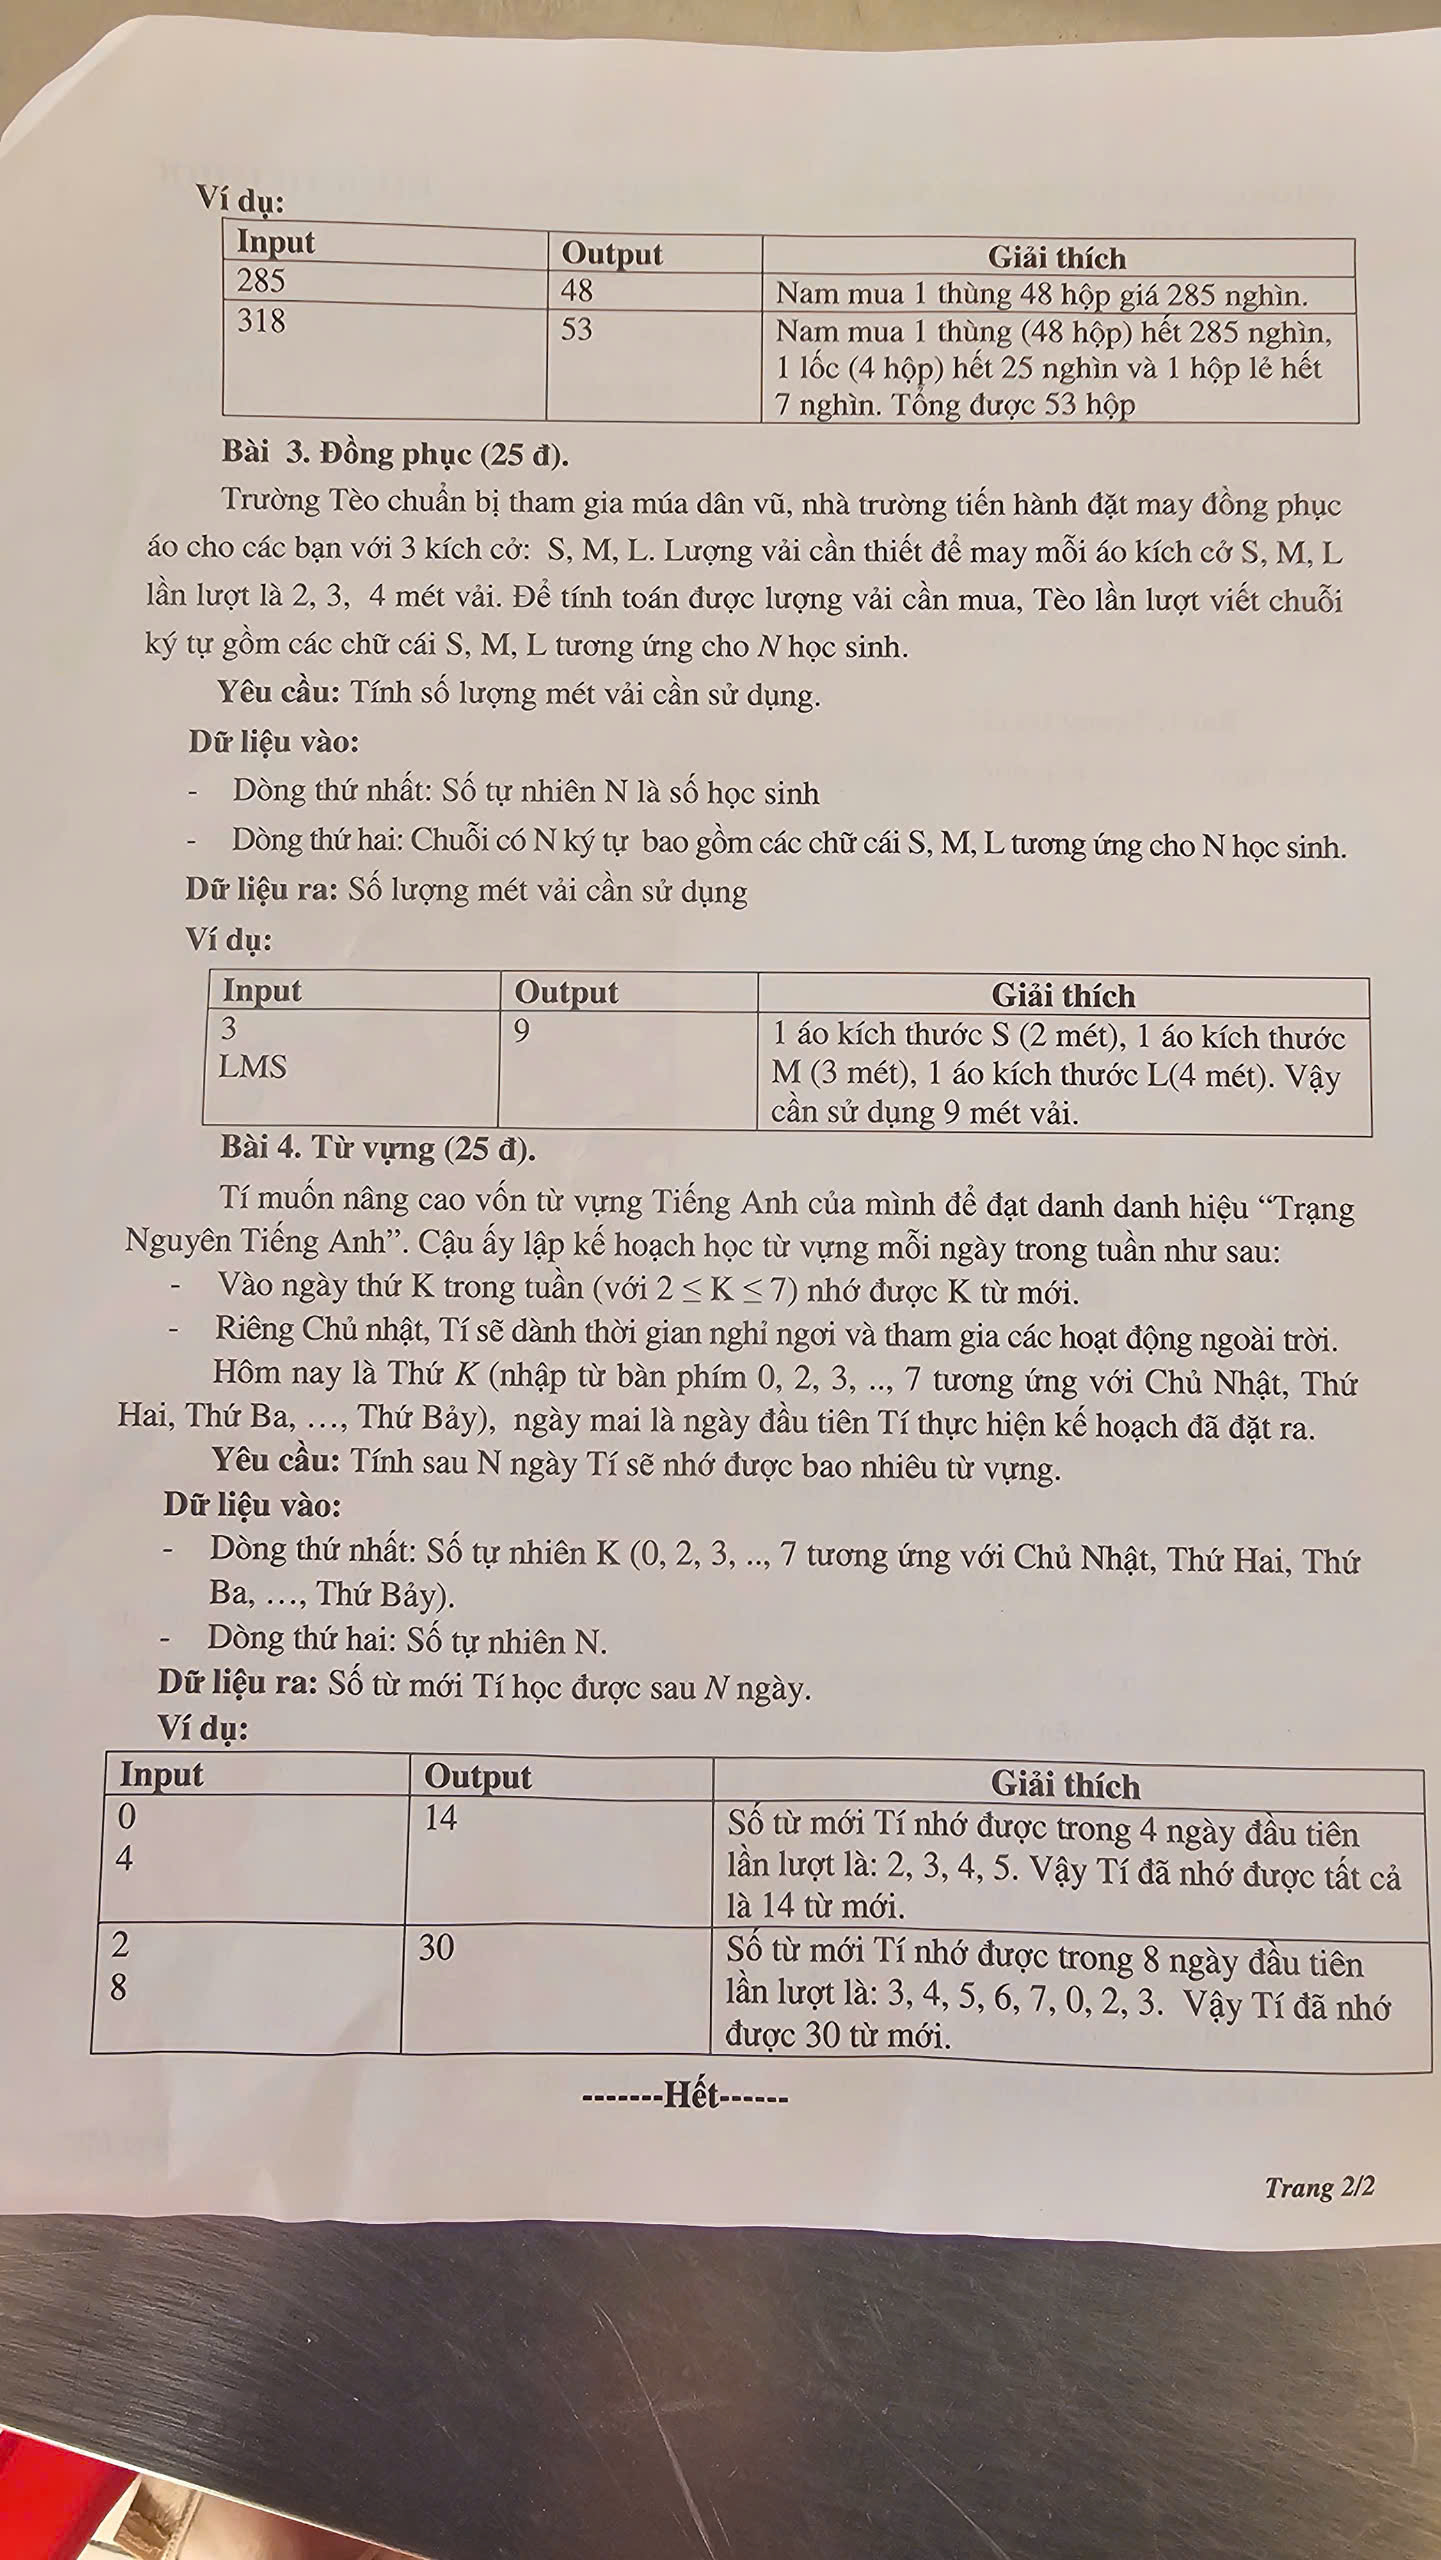 Ví dụ:
Input Output Giải thích
285 48 Nam mua 1 thùng 48 hộp giá 285 nghìn.
318 53 Nam mua 1 thùng (48 hộp) hết 285 nghìn,
1 lốc (4 hộp) hết 25 nghìn và 1 hộp lẻ hết
7 nghìn. Tổng được 53 hộp
Bài 3. Đồng phục (25 đ).
Trường Tèo chuẩn bị tham gia múa dân vũ, nhà trường tiến hành đặt may đồng phục
áo cho các bạn với 3 kích cở: S, M, L. Lượng vải cần thiết để may mỗi áo kích cở S, M, L
lần lượt là 2, 3, 4 mét vải. Để tính toán được lượng vải cần mua, Tèo lần lượt viết chuỗi
ký tự gồm các chữ cái S, M, L tương ứng cho N học sinh.
Yêu cầu: Tính số lượng mét vải cần sử dụng.
Dữ liệu vào:
- Dòng thứ nhất: Số tự nhiên N là số học sinh
- Dòng thứ hai: Chuỗi có N ký tự bao gồm các chữ cái S, M, L tương ứng cho N học sinh.
Dữ liệu ra: Số lượng mét vải cần sử dụng
Ví dụ:
Input Output Giải thích
3 9 1 áo kích thước S (2 mét), 1 áo kích thước
LMS M (3 mét), 1 áo kích thước L(4 mét). Vậy
cần sử dụng 9 mét vải.
Bài 4. Từ vựng (25 đ).
Tí muốn nâng cao vốn từ vựng Tiếng Anh của mình để đạt danh danh hiệu “Trạng
Nguyên Tiếng Anh”. Cậu ấy lập kế hoạch học từ vựng mỗi ngày trong tuần như sau:
- Vào ngày thứ K trong tuần (với 2 ≤ K ≤ 7) nhớ được K từ mới.
- Riêng Chủ nhật, Tí sẽ dành thời gian nghỉ ngơi và tham gia các hoạt động ngoài trời.
Hôm nay là Thứ K (nhập từ bàn phím 0, 2, 3, .., 7 tương ứng với Chủ Nhật, Thứ
Hai, Thứ Ba, …, Thứ Bảy), ngày mai là ngày đầu tiên Tí thực hiện kế hoạch đã đặt ra.
Yêu cầu: Tính sau N ngày Tí sẽ nhớ được bao nhiêu từ vựng.
Dữ liệu vào:
- Dòng thứ nhất: Số tự nhiên K (0, 2, 3, .., 7 tương ứng với Chủ Nhật, Thứ Hai, Thứ
Ba, …, Thứ Bảy).
- Dòng thứ hai: Số tự nhiên N.
Dữ liệu ra: Số từ mới Tí học được sau N ngày.
Ví dụ:
Input Output Giải thích
0 14 Số từ mới Tí nhớ được trong 4 ngày đầu tiên
4 lần lượt là: 2, 3, 4, 5. Vậy Tí đã nhớ được tất cả
là 14 từ mới.
2 30 Số từ mới Tí nhớ được trong 8 ngày đầu tiên
8 lần lượt là: 3, 4, 5, 6, 7, 0, 2, 3. Vậy Tí đã nhớ
được 30 từ mới.
-------Hết------
Trang 2/2